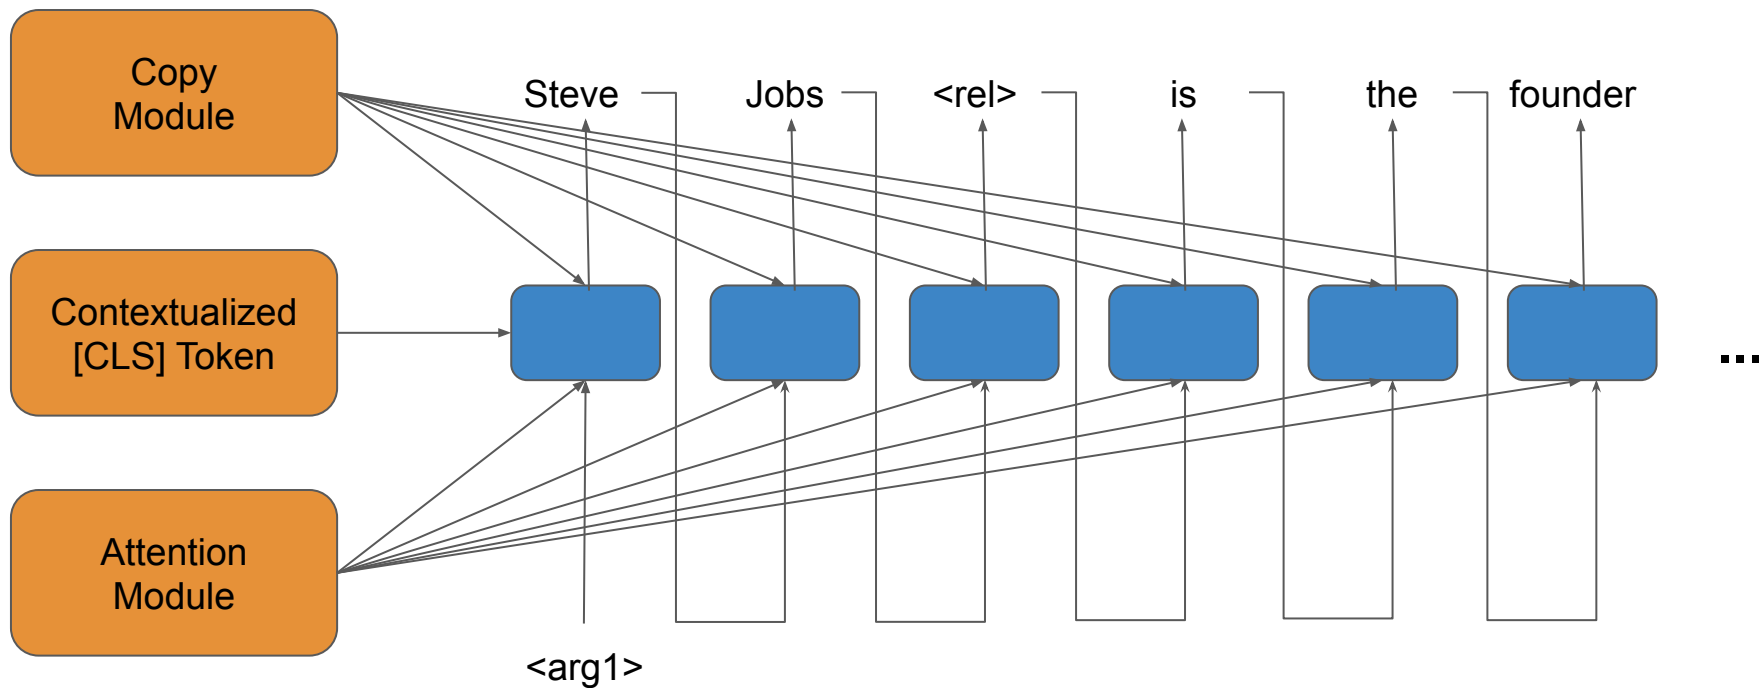 Copy
Module
Steve Jobs <rel> is the founder
Contextualized
[CLS] Token
...
Attention
Module
<arg1>